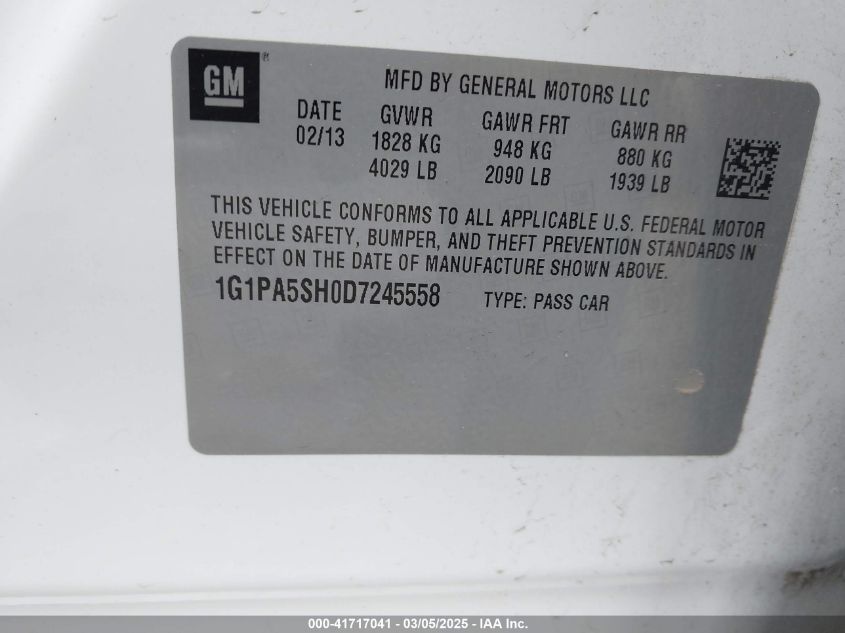 GM®
MFD BY GENERAL MOTORS LLC
DATE GVWR GAWR FRT GAWR RR
02/13 1828 KG 948 KG 880 KG
4029 LB 2090 LB 1939 LB
THIS VEHICLE CONFORMS TO ALL APPLICABLE U.S. FEDERAL MOTOR
VEHICLE SAFETY, BUMPER, AND THEFT PREVENTION STANDARDS IN
EFFECT ON THE DATE OF MANUFACTURE SHOWN ABOVE.
1G1PA5SH0D7245558 TYPE: PASS CAR
000-41717041 - 03/05/2025 - IAA Inc.